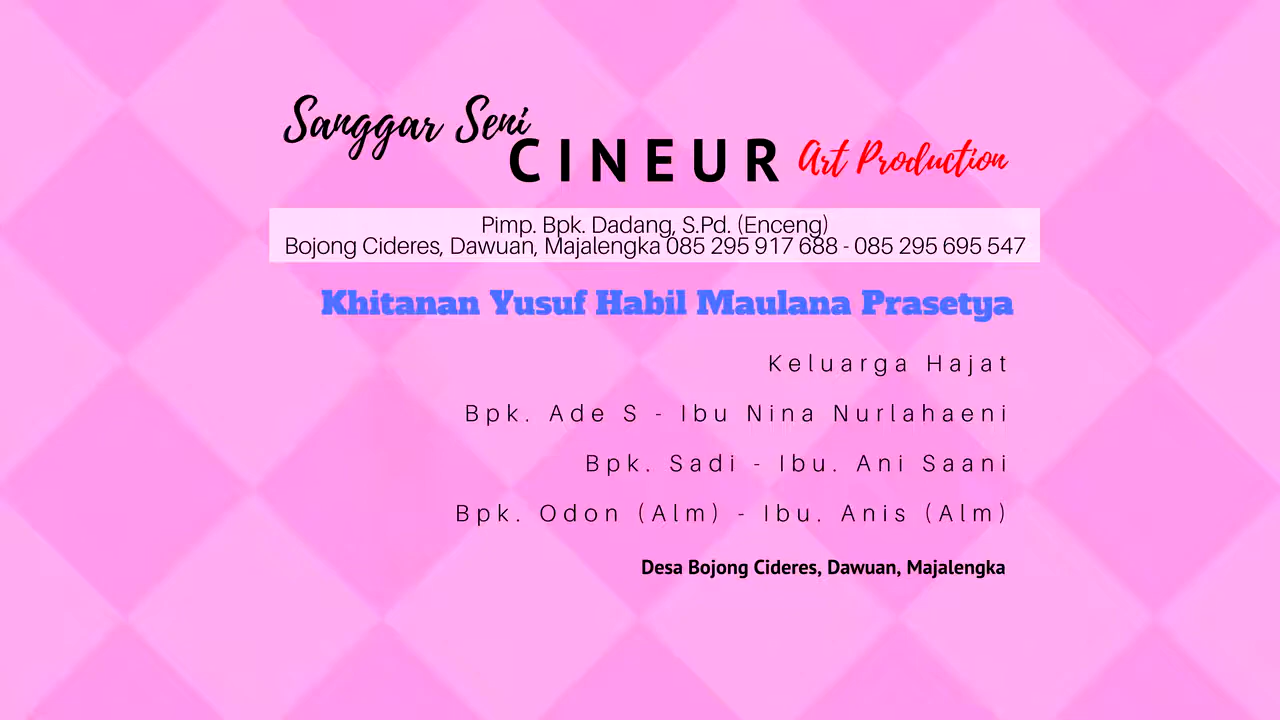 Sanggar Seni
CINEUR Art Production
Pimp. Bpk. Dadang, S.Pd. (Enceng)
Bojong Cideres, Dawuan, Majalengka 085 295 917 688 - 085 295 695 547
Khitanan Yusuf Habil Maulana Prasetya
Keluarga Hajat
Bpk. Ade S - Ibu Nina Nurlahaeni
Bpk. Sadi - Ibu. Ani Saani
Bpk. Odon (Alm) - Ibu. Anis (Alm)
Desa Bojong Cideres, Dawuan, Majalengka